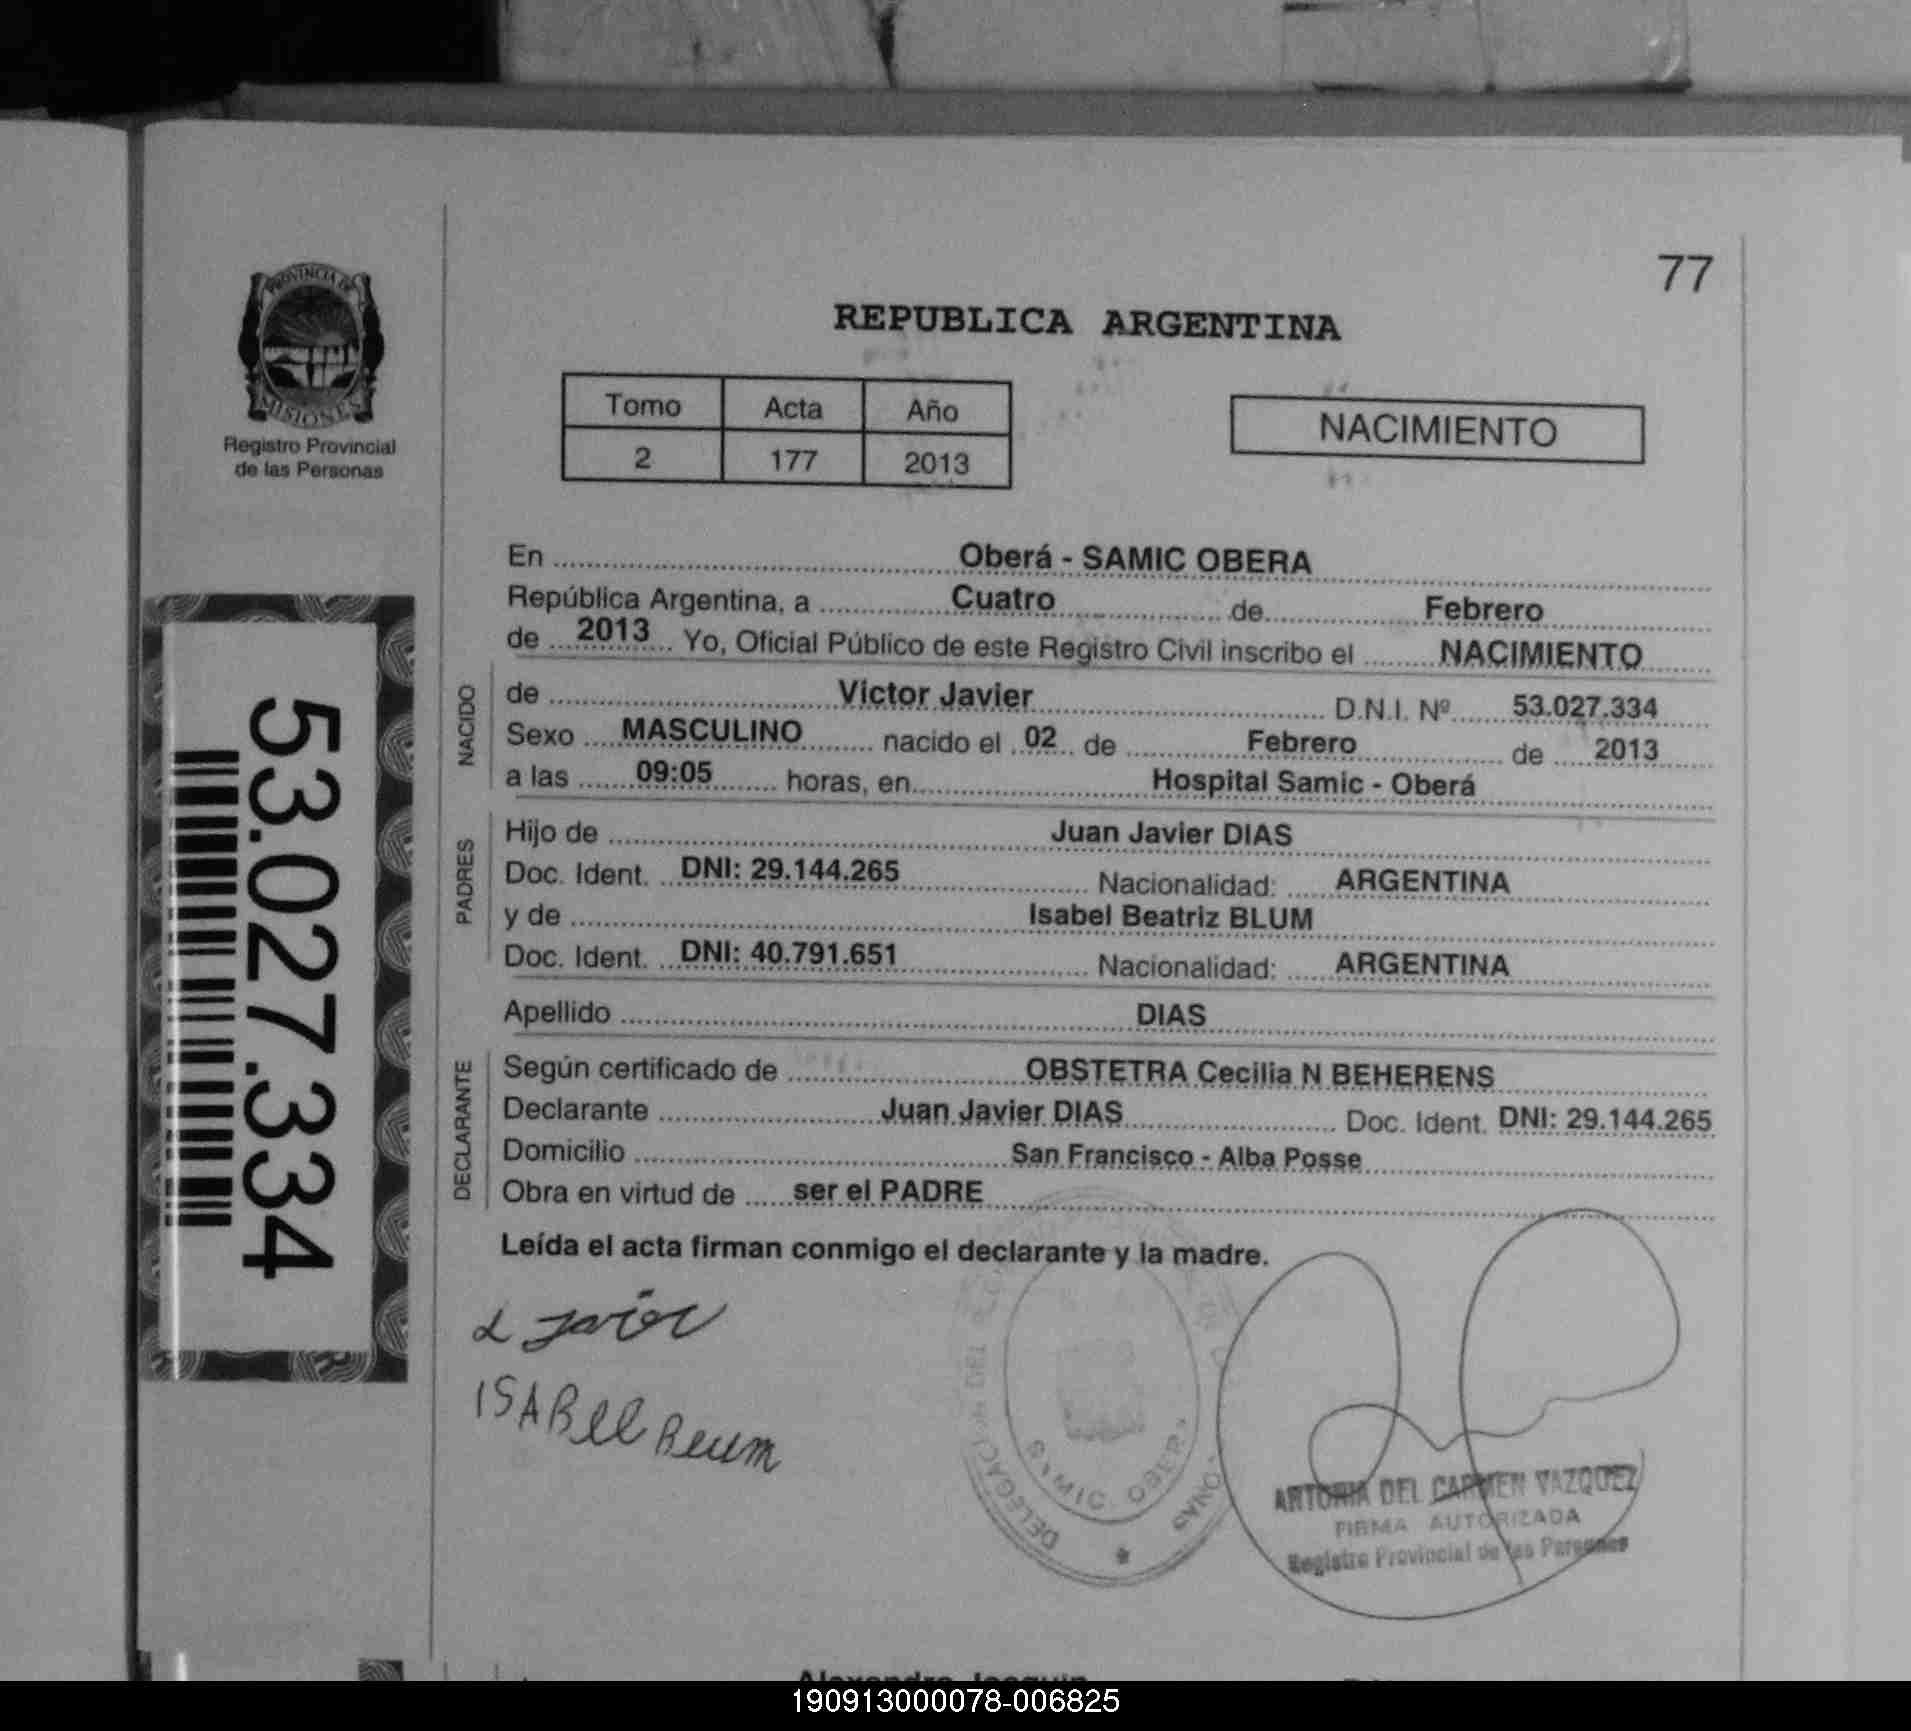 77
PROVINCIA DE
MISIONES
Registro Provincial
de las Personas
REPUBLICA ARGENTINA
Tomo Acta Año
2 177 2013
NACIMIENTO
En Oberá - SAMIC OBERA
República Argentina, a Cuatro de Febrero
de 2013 Yo, Oficial Público de este Registro Civil inscribo el NACIMIENTO
NACIDO
de Victor Javier D.N.I. Nº 53.027.334
Sexo MASCULINO nacido el 02 de Febrero de 2013
a las 09:05 horas, en Hospital Samic - Oberá
PADRES
Hijo de Juan Javier DIAS
Doc. Ident. DNI: 29.144.265 Nacionalidad: ARGENTINA
y de Isabel Beatriz BLUM
Doc. Ident. DNI: 40.791.651 Nacionalidad: ARGENTINA
Apellido DIAS
DECLARANTE
Según certificado de OBSTETRA Cecilia N BEHERENS
Declarante Juan Javier DIAS Doc. Ident. DNI: 29.144.265
Domicilio San Francisco - Alba Posse
Obra en virtud de ser el PADRE
Leída el acta firman conmigo el declarante y la madre.
53.027.334
ISABEL
DELEGACION DEL
SAMIC. OBERA
ANTONIA DEL CARMEN VAZQUEZ
FIRMA AUTORIZADA
Registro Provincial de las Personas
Alexandro Joaquin
190913000078-006825